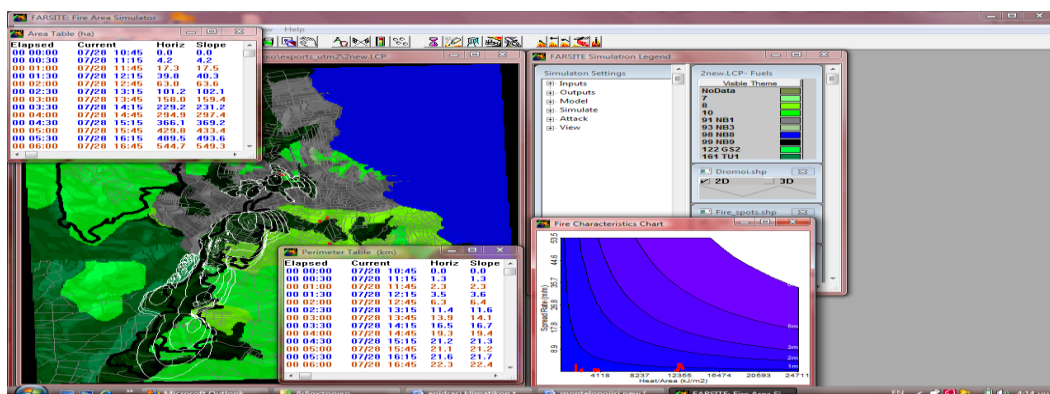 FARSITE: Fire Area Simulator
Help
Area Table (ha)
Elapsed Current Horiz Slope
00 00:00 07/28 10:45 0.0 0.0
00 00:30 07/28 11:15 4.2 4.2
00 01:00 07/28 11:45 17.3 17.5
00 01:30 07/28 12:15 39.8 40.3
00 02:00 07/28 12:45 63.0 63.6
00 02:30 07/28 13:15 101.2 102.1
00 03:00 07/28 13:45 158.0 159.4
00 03:30 07/28 14:15 229.2 231.2
00 04:00 07/28 14:45 294.9 297.4
00 04:30 07/28 15:15 366.1 369.2
00 05:00 07/28 15:45 429.8 433.4
00 05:30 07/28 16:15 489.5 493.6
00 06:00 07/28 16:45 544.7 549.3
exports_utm2\2new.LCP
Perimeter Table (km)
Elapsed Current Horiz Slope
00 00:00 07/28 10:45 0.0 0.0
00 00:30 07/28 11:15 1.3 1.3
00 01:00 07/28 11:45 2.3 2.3
00 01:30 07/28 12:15 3.5 3.6
00 02:00 07/28 12:45 6.3 6.4
00 02:30 07/28 13:15 11.4 11.6
00 03:00 07/28 13:45 13.9 14.1
00 03:30 07/28 14:15 16.5 16.7
00 04:00 07/28 14:45 19.3 19.4
00 04:30 07/28 15:15 21.2 21.3
00 05:00 07/28 15:45 21.1 21.2
00 05:30 07/28 16:15 21.6 21.7
00 06:00 07/28 16:45 22.3 22.4
FARSITE Simulation Legend
Simulaton Settings
Inputs
Outputs
Model
Simulate
Attack
View
2new.LCP- Fuels
Visible Theme
NoData
7
8
10
91 NB1
93 NB3
98 NB8
99 NB9
122 GS2
161 TU1
Dromoi.shp
2D 3D
Fire_spots.shp
Fire Characteristics Chart
Spread Rate (m/m)
53.5
44.6
35.7
26.8
17.8
8.9
6m
3m
2m
1m
4118 8237 12355 16474 20593 24711
Heat/Area (kJ/m2)
Microsoft Outlook
FARSITE: Fire Area Si
EN
4:14 μμ